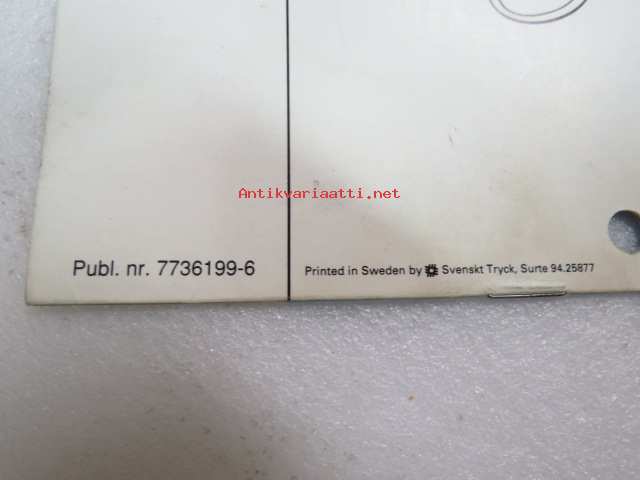 Antikvariaatti.net
Publ. nr. 7736199-6
Printed in Sweden by Svenskt Tryck, Surte 94.25877